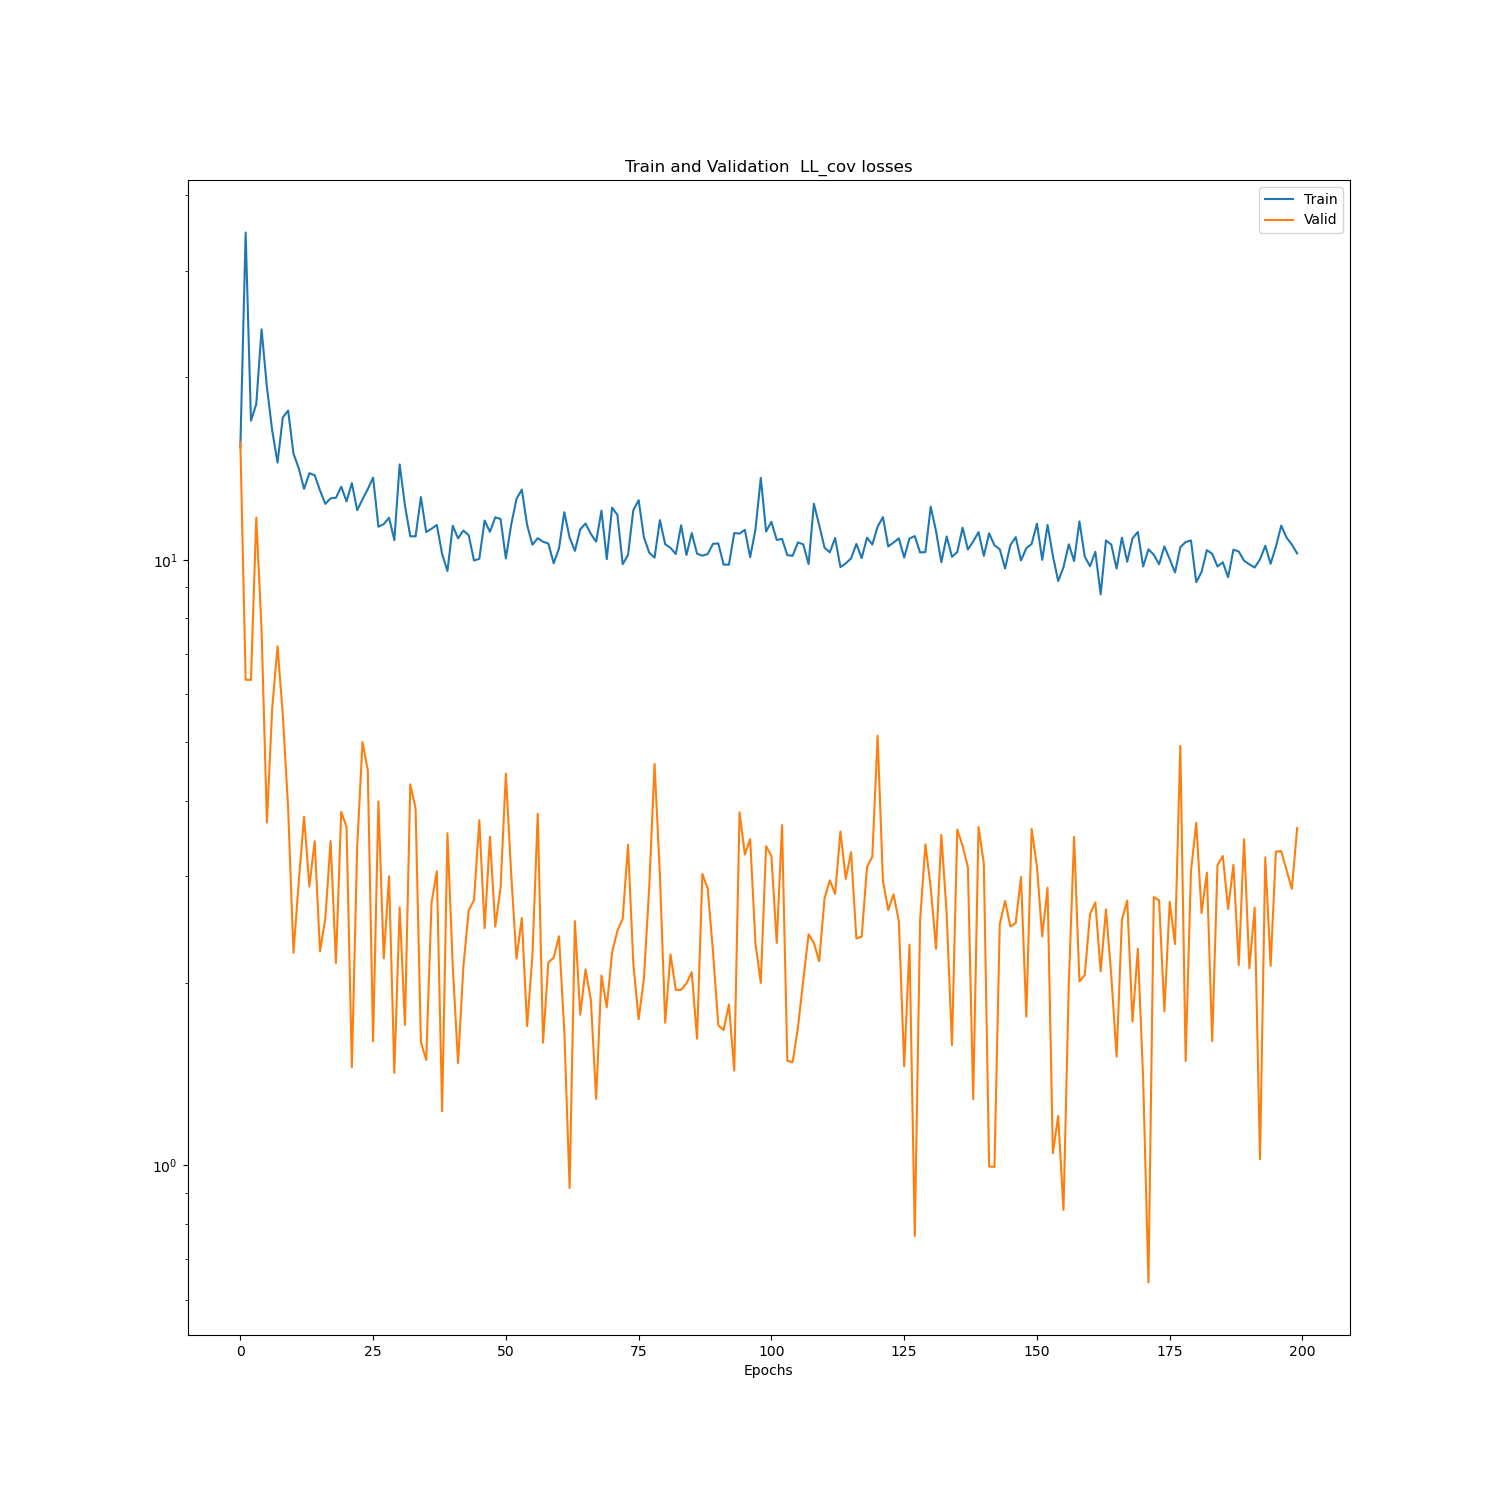 Train and Validation  LL_cov losses
Train
Valid
10¹
10⁰
0 25 50 75 100 125 150 175 200
Epochs